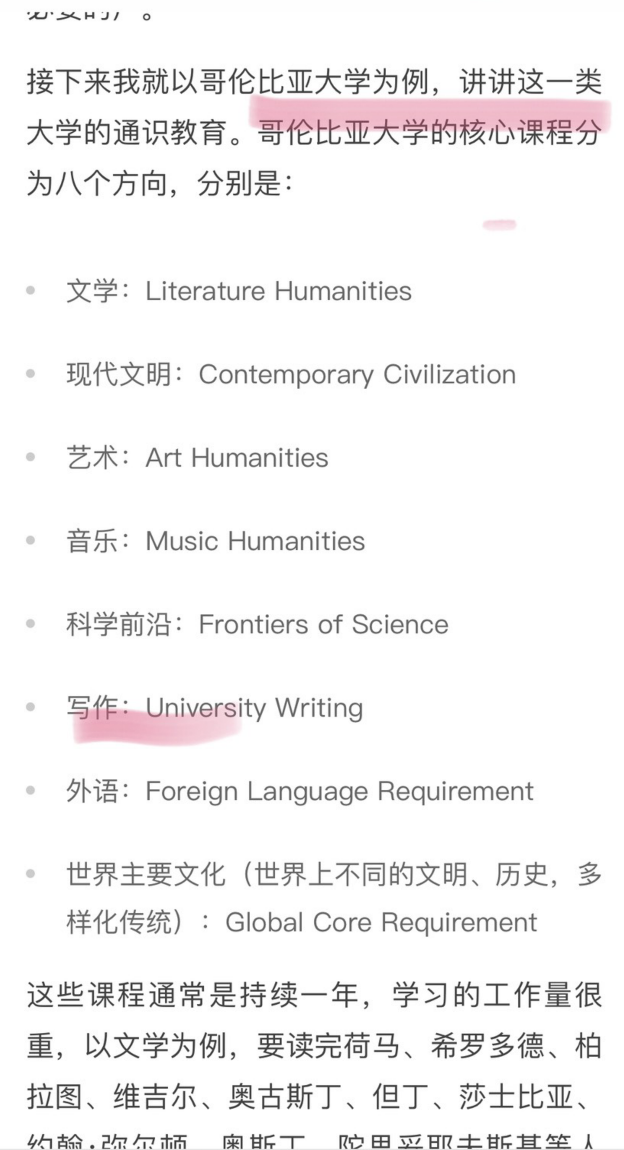 接下来我就以哥伦比亚大学为例，讲讲这一类
大学的通识教育。哥伦比亚大学的核心课程分
为八个方向，分别是：
文学：Literature Humanities
现代文明：Contemporary Civilization
艺术：Art Humanities
音乐：Music Humanities
科学前沿：Frontiers of Science
写作：University Writing
外语：Foreign Language Requirement
世界主要文化（世界上不同的文明、历史，多
样化传统）：Global Core Requirement
这些课程通常是持续一年，学习的工作量很
重，以文学为例，要读完荷马、希罗多德、柏
拉图、维吉尔、奥古斯丁、但丁、莎士比亚、